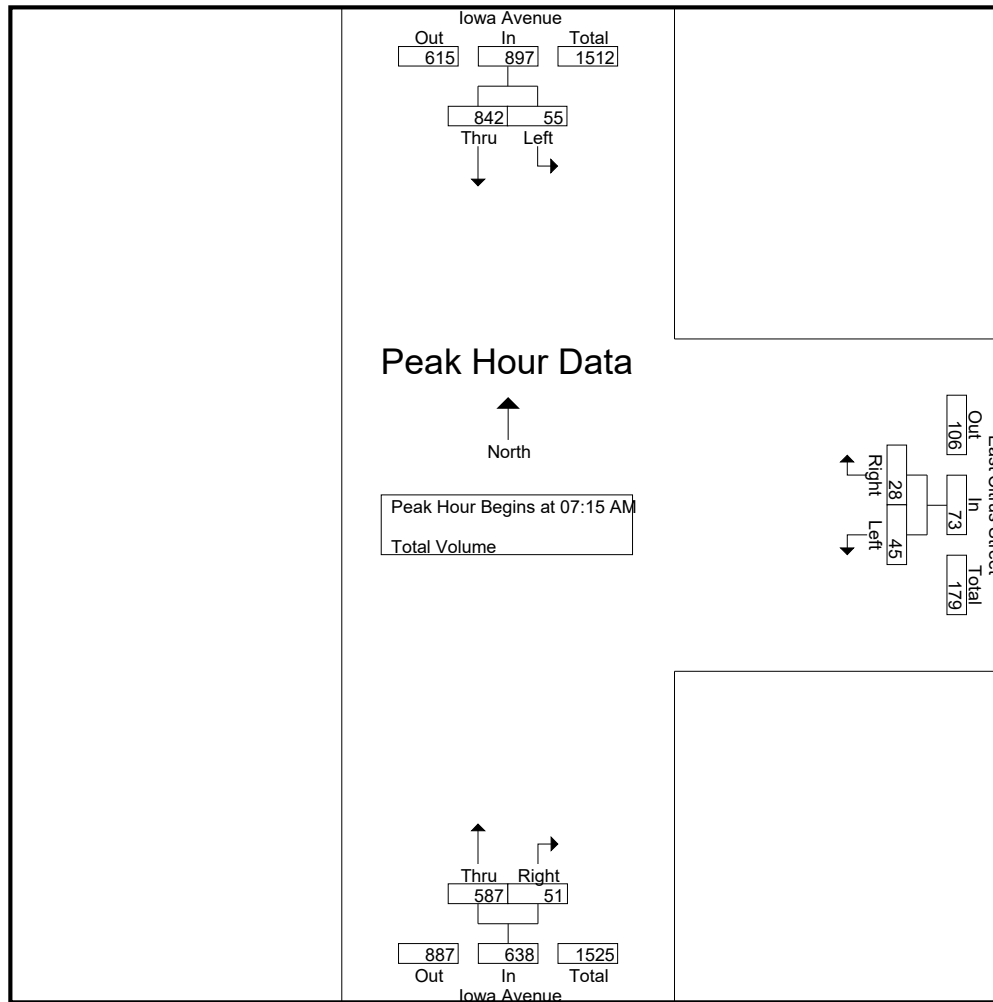 Iowa Avenue
Out In Total
615 897 1512
842 55
Thru Left
Peak Hour Data
North
Peak Hour Begins at 07:15 AM
Total Volume
Out In Total
106 73 179
28 45
Right Left
Thru Right
587 51
887 638 1525
Out In Total
Iowa Avenue